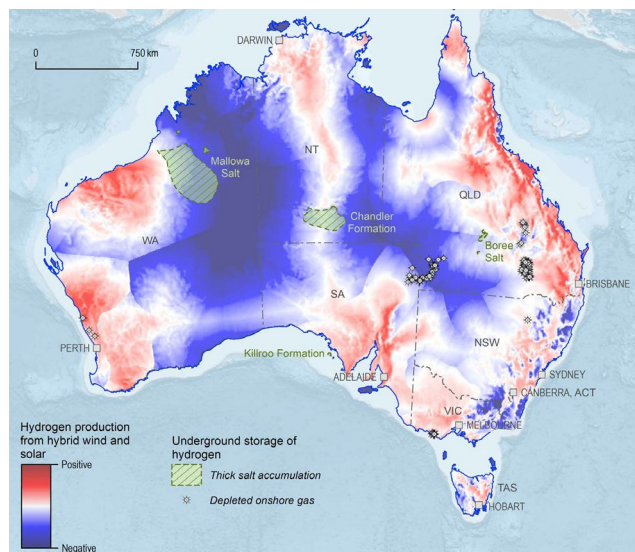 0 750 km
DARWIN
Mallowa
Salt
NT
Chandler
Formation
QLD
Boree
Salt
WA
SA
BRISBANE
NSW
PERTH
Killroo Formation
ADELAIDE
SYDNEY
CANBERRA, ACT
VIC
MELBOURNE
TAS
HOBART
Hydrogen production
from hybrid wind and
solar
Positive
Negative
Underground storage of
hydrogen
Thick salt accumulation
Depleted onshore gas